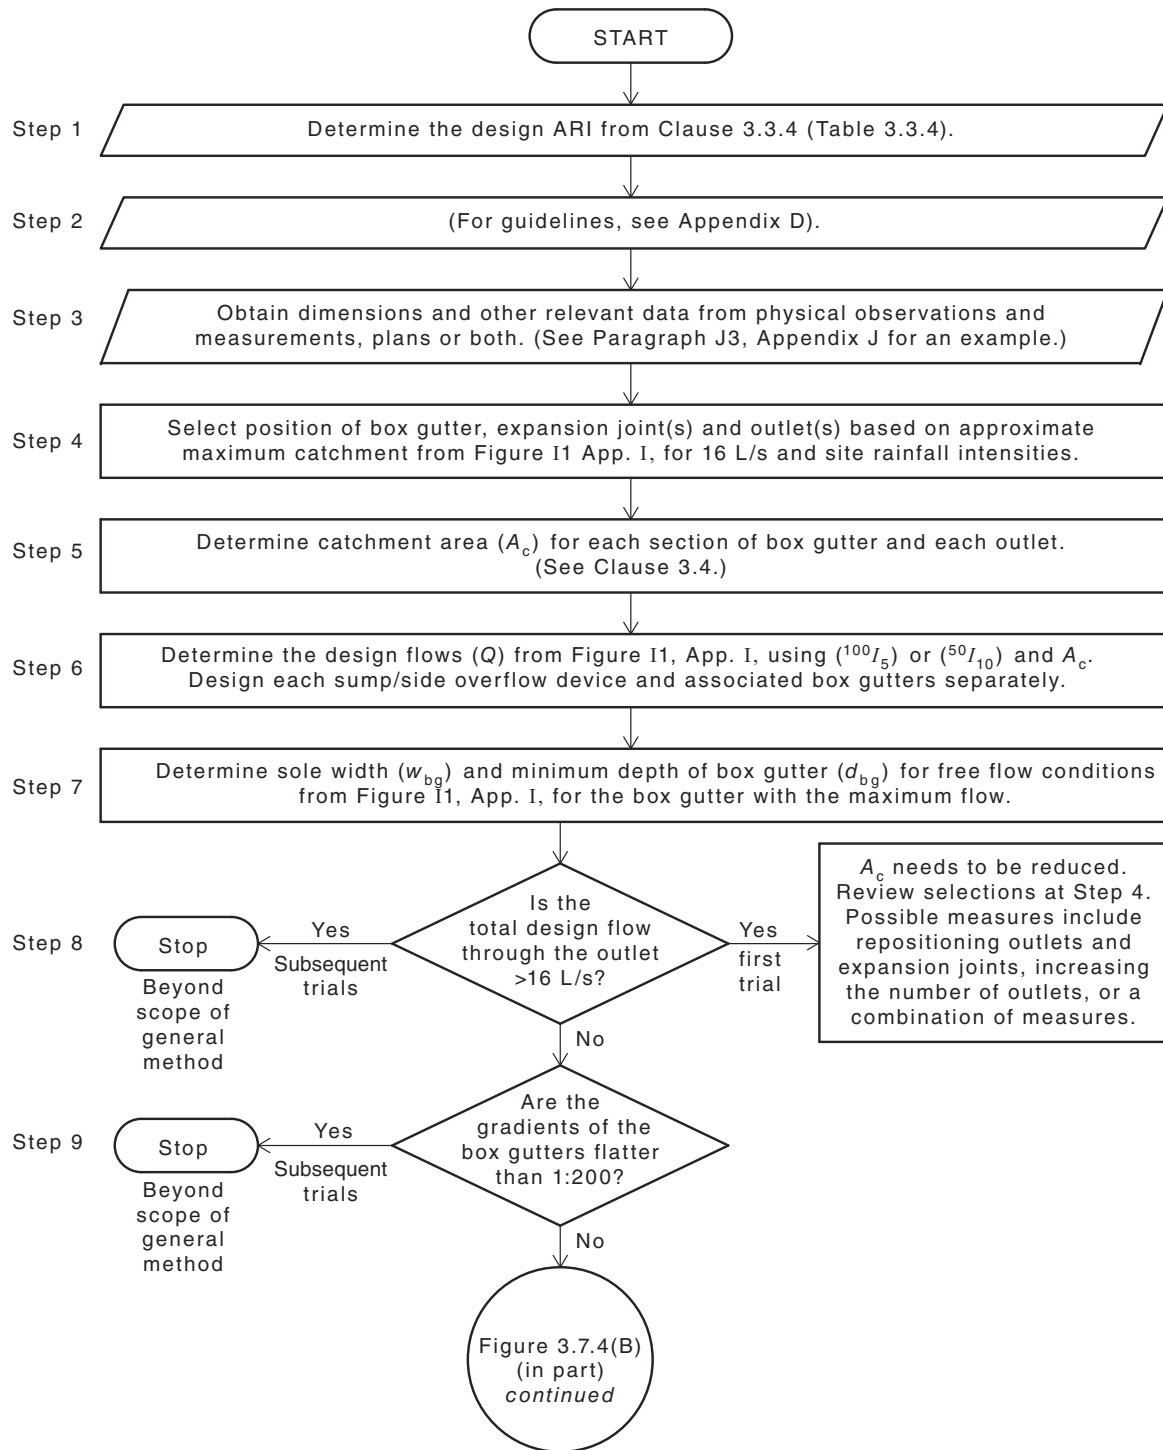 START
Step 1
Determine the design ARI from Clause 3.3.4 (Table 3.3.4).
Step 2
(For guidelines, see Appendix D).
Step 3
Obtain dimensions and other relevant data from physical observations and
measurements, plans or both. (See Paragraph J3, Appendix J for an example.)
Step 4
Select position of box gutter, expansion joint(s) and outlet(s) based on approximate
maximum catchment from Figure I1 App. I, for 16 L/s and site rainfall intensities.
Step 5
Determine catchment area (A_c) for each section of box gutter and each outlet.
(See Clause 3.4.)
Step 6
Determine the design flows (Q) from Figure I1, App. I, using (¹⁰⁰I₅) or (⁵⁰I₁₀) and A_c.
Design each sump/side overflow device and associated box gutters separately.
Step 7
Determine sole width (w_bg) and minimum depth of box gutter (d_bg) for free flow conditions
from Figure I1, App. I, for the box gutter with the maximum flow.
Step 8
Stop
Beyond
scope of
general
method
Yes
Subsequent
trials
Is the
total design flow
through the outlet
>16 L/s?
Yes
first
trial
A_c needs to be reduced.
Review selections at Step 4.
Possible measures include
repositioning outlets and
expansion joints, increasing
the number of outlets, or a
combination of measures.
No
Step 9
Stop
Beyond
scope of
general
method
Yes
Subsequent
trials
Are the
gradients of the
box gutters flatter
than 1:200?
No
Figure 3.7.4(B)
(in part)
continued